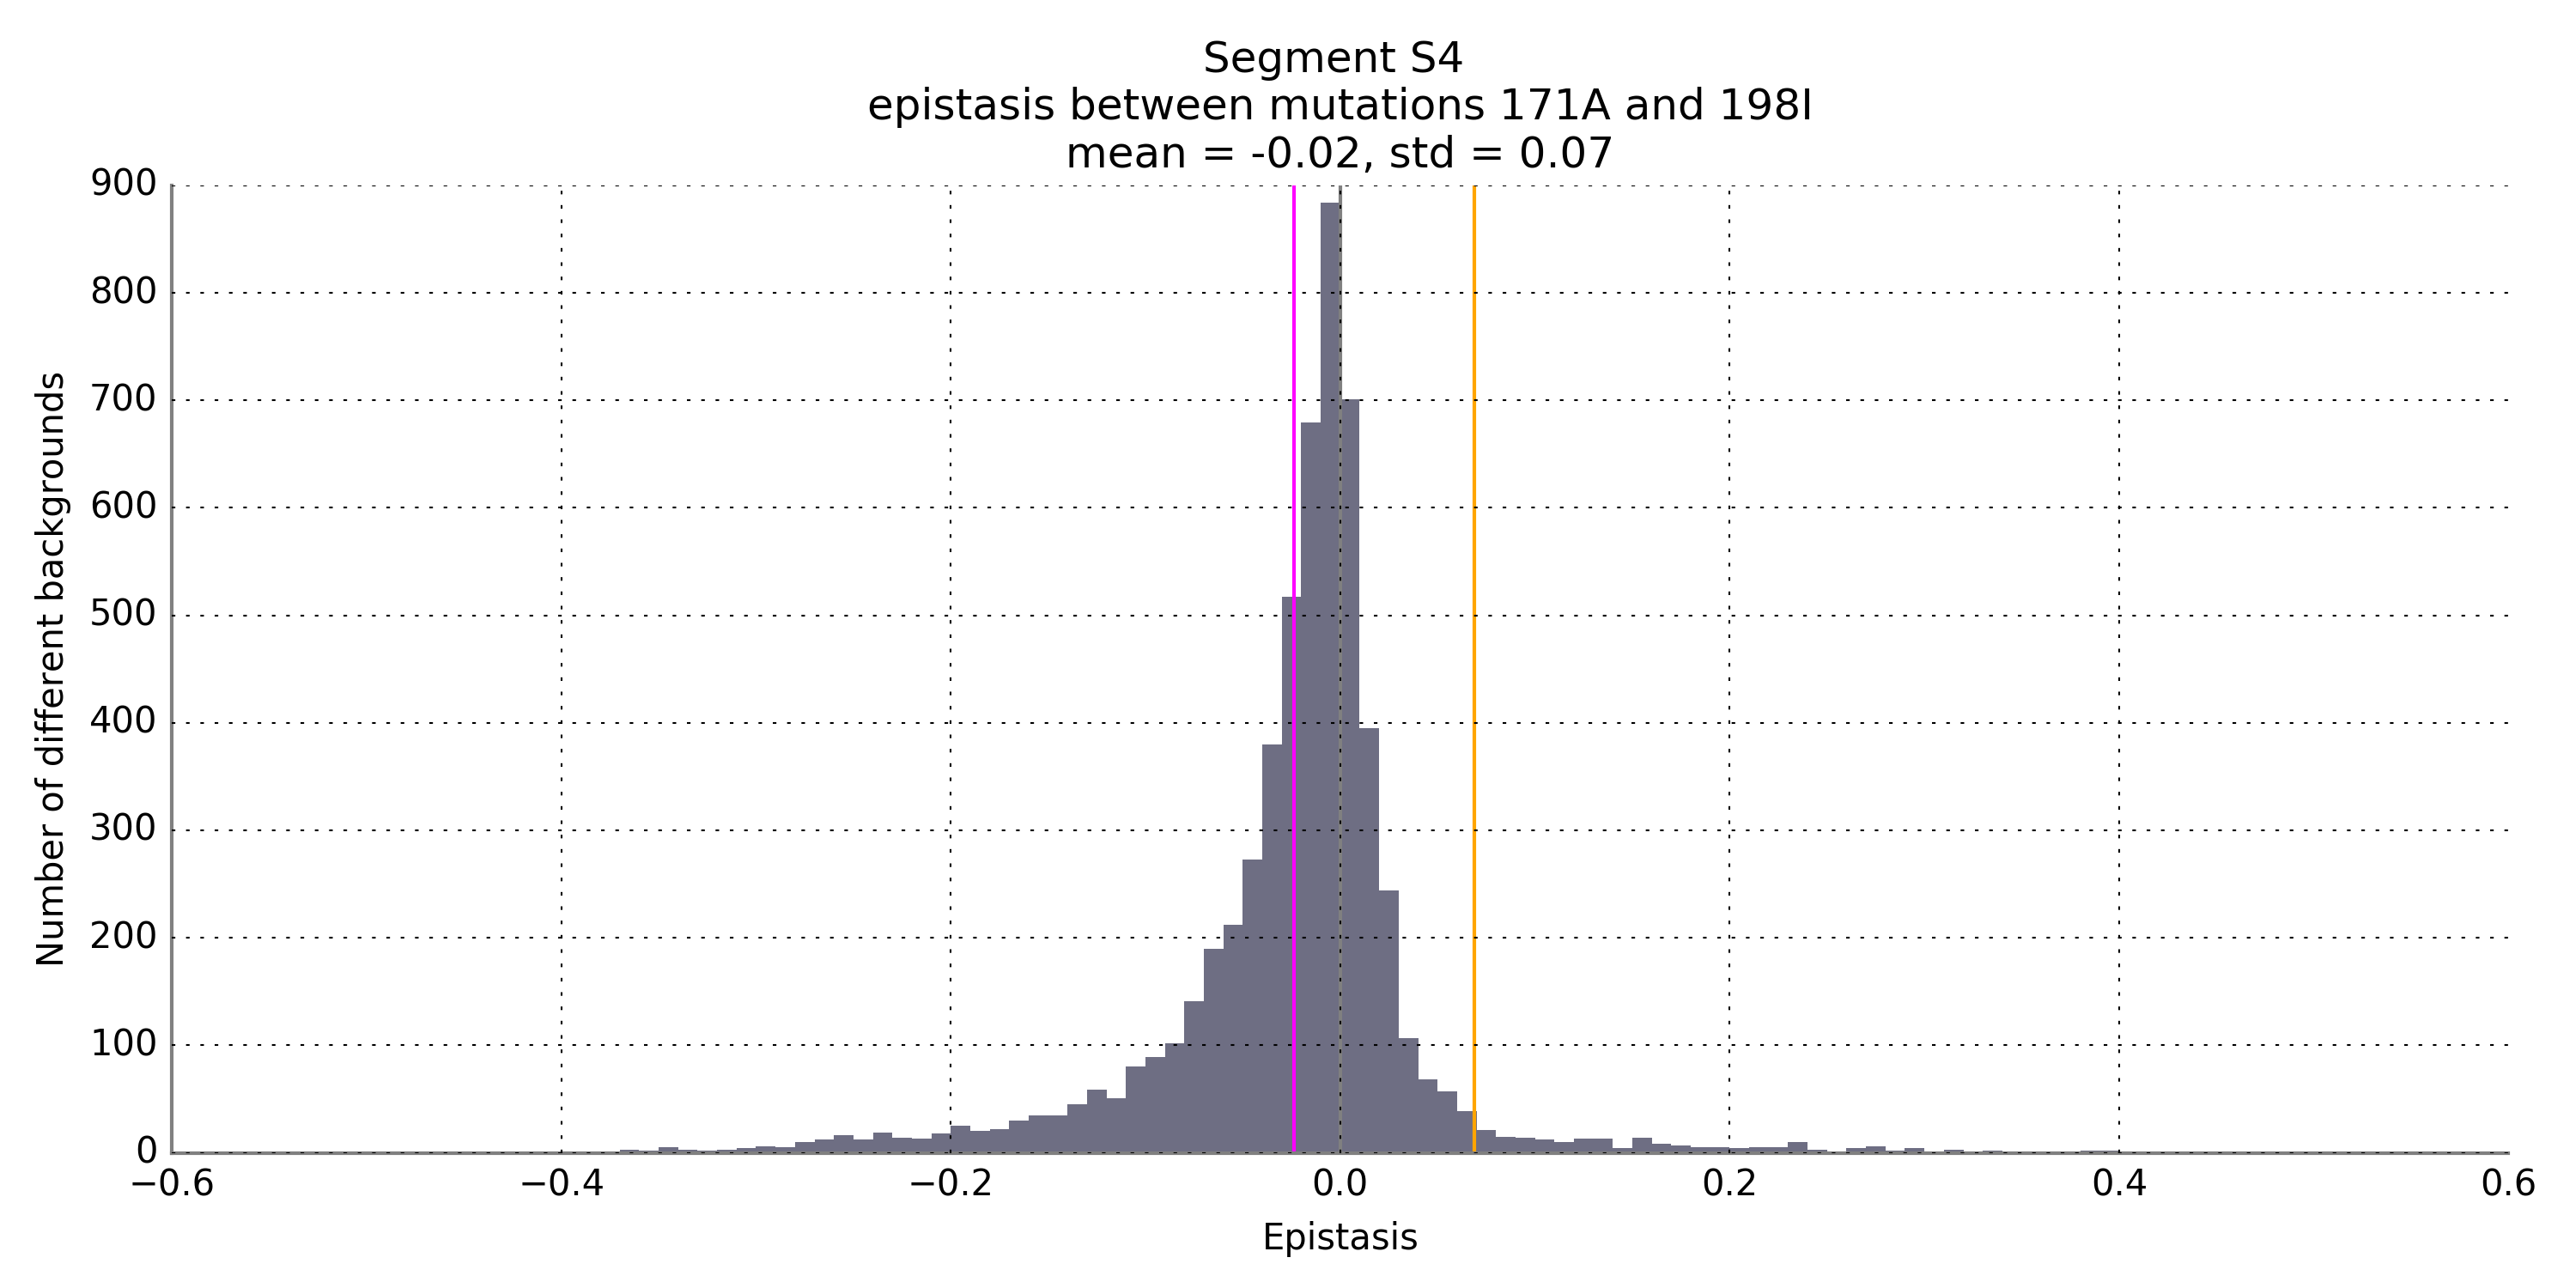 Segment S4
epistasis between mutations 171A and 198I
mean = -0.02, std = 0.07
900
800
700
600
500
400
300
200
100
0
Number of different backgrounds
−0.6 −0.4 −0.2 0.0 0.2 0.4 0.6
Epistasis